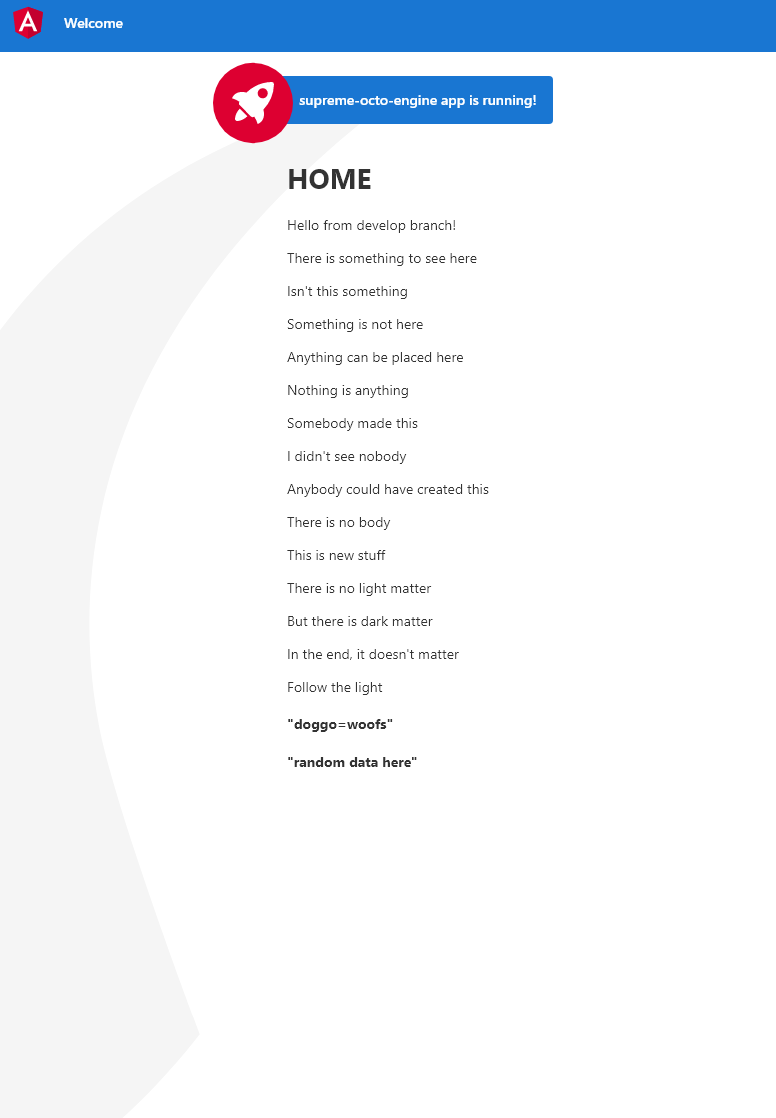 Welcome
supreme-octo-engine app is running!
HOME
Hello from develop branch!
There is something to see here
Isn't this something
Something is not here
Anything can be placed here
Nothing is anything
Somebody made this
I didn't see nobody
Anybody could have created this
There is no body
This is new stuff
There is no light matter
But there is dark matter
In the end, it doesn't matter
Follow the light
"doggo=woofs"
"random data here"